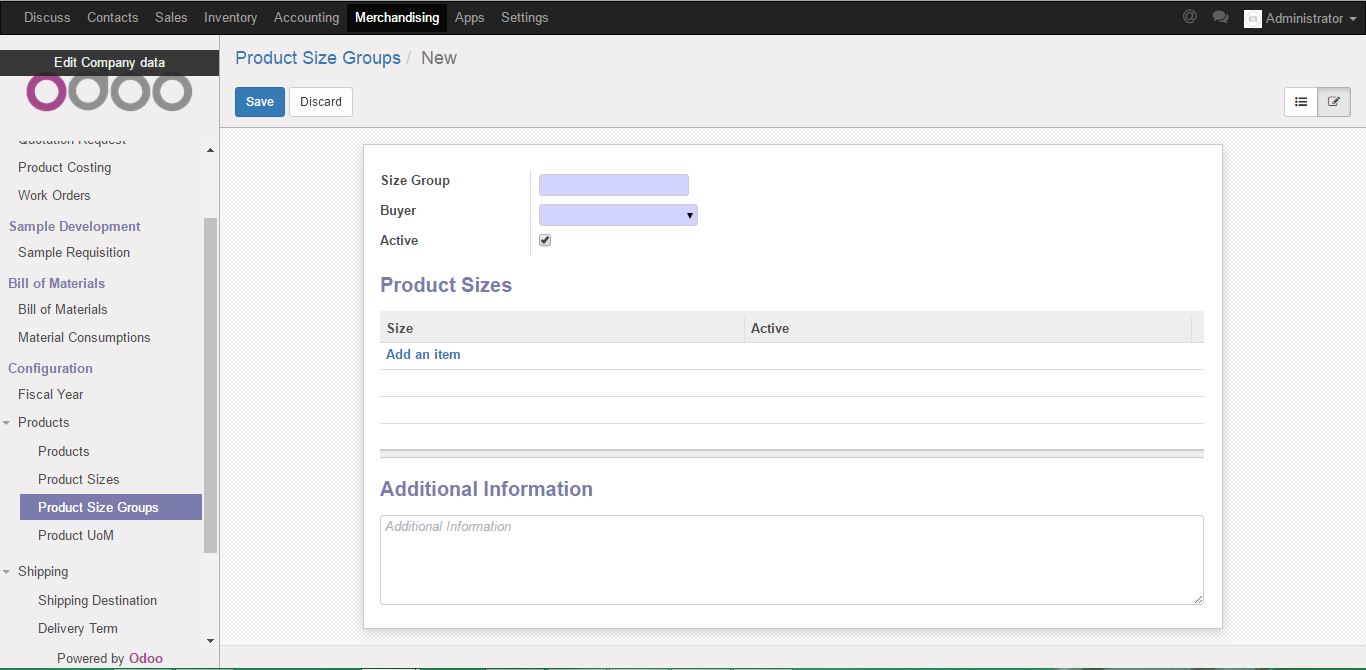 Discuss Contacts Sales Inventory Accounting Merchandising Apps Settings @ Administrator
Edit Company data
odoo
Quotation Request
Product Costing
Work Orders
Sample Development
Sample Requisition
Bill of Materials
Bill of Materials
Material Consumptions
Configuration
Fiscal Year
Products
Products
Product Sizes
Product Size Groups
Product UoM
Shipping
Shipping Destination
Delivery Term
Powered by Odoo
Product Size Groups / New
Save Discard
Size Group
Buyer
Active
Product Sizes
Size Active
Add an item
Additional Information
Additional Information